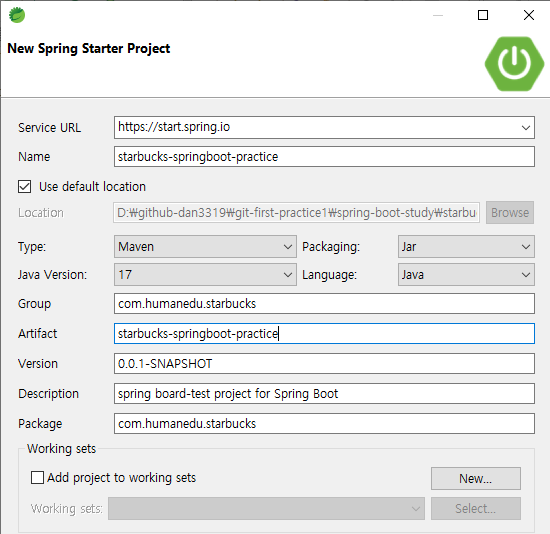 New Spring Starter Project
Service URL https://start.spring.io
Name starbucks-springboot-practice
Use default location
Location D:₩github-dan3319₩git-first-practice1₩spring-boot-study₩starbu Browse
Type: Maven Packaging: Jar
Java Version: 17 Language: Java
Group com.humanedu.starbucks
Artifact starbucks-springboot-practice
Version 0.0.1-SNAPSHOT
Description spring board-test project for Spring Boot
Package com.humanedu.starbucks
Working sets
Add project to working sets New...
Working sets: Select...